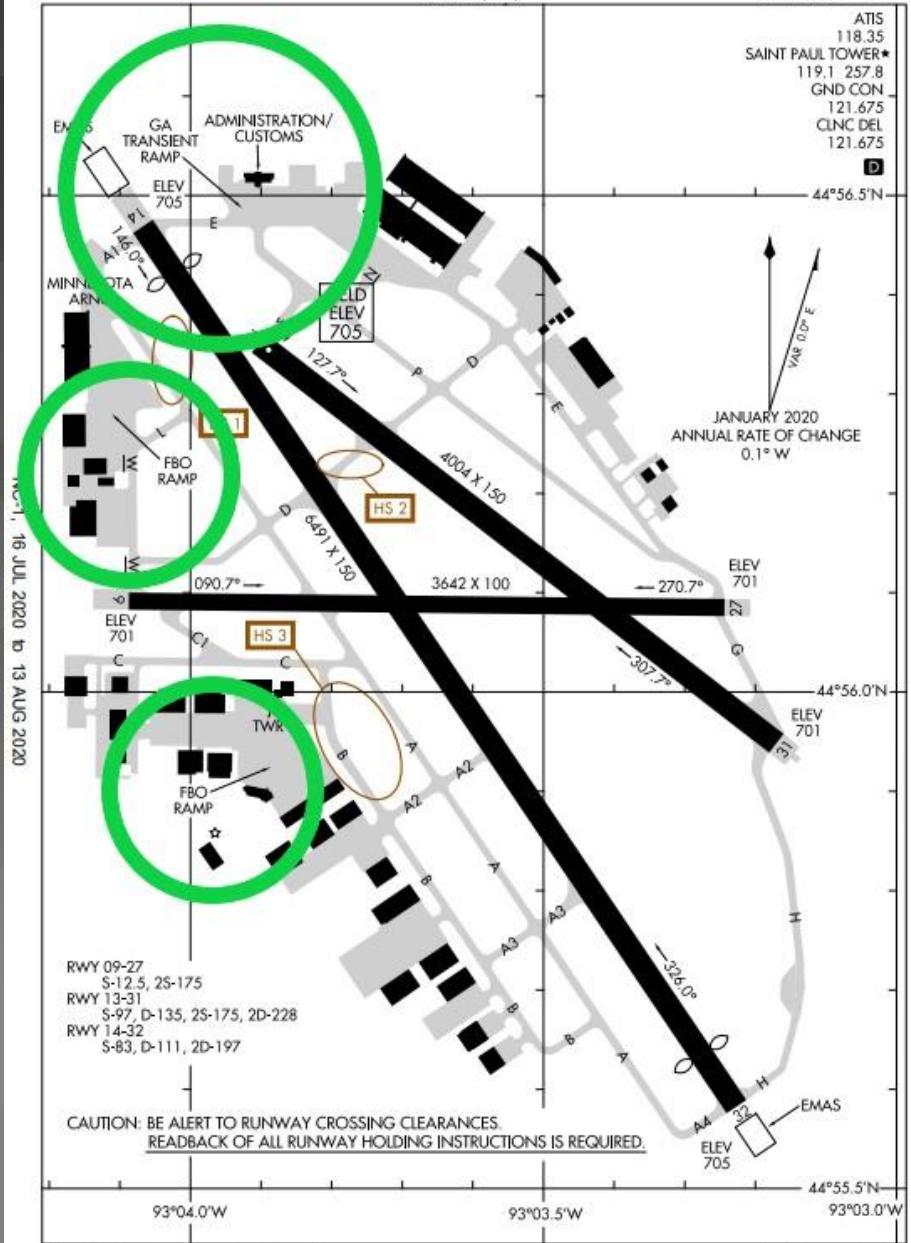 ATIS
118.35
SAINT PAUL TOWER★
119.1 257.8
GND CON
121.675
CLNC DEL
121.675
D
GA
TRANSIENT
RAMP
ADMINISTRATION/
CUSTOMS
ELEV
705
44°56.5'N
14
E
146.0°
A1
MINNESOTA
N
ELEV
705
VAR 0.0° E
127.7°
P
D
E
JANUARY 2020
ANNUAL RATE OF CHANGE
0.1° W
L
FBO
RAMP
W
4004 X 150
HS 2
D
6491 X 150
W
NC-1, 16 JUL 2020 to 13 AUG 2020
9
090.7°
3642 X 100
270.7°
27
ELEV
701
ELEV
701
C1
HS 3
G
C
C
307.7°
44°56.0'N
TWR
B
A
ELEV
701
31
A2
A2
FBO
RAMP
B
A
A3
A3
H
326.0°
RWY 09-27
S-12.5, 2S-175
RWY 13-31
S-97, D-135, 2S-175, 2D-228
RWY 14-32
S-83, D-111, 2D-197
B
B
A
H
EMAS
A4
32
ELEV
705
CAUTION: BE ALERT TO RUNWAY CROSSING CLEARANCES.
READBACK OF ALL RUNWAY HOLDING INSTRUCTIONS IS REQUIRED.
44°55.5'N
93°04.0'W
93°03.5'W
93°03.0'W